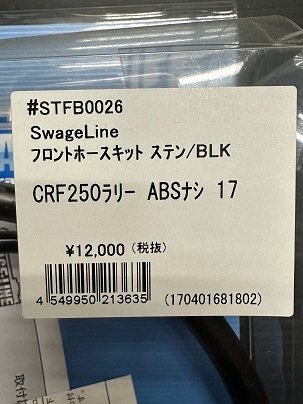 #STFB0026
SwageLine
フロントホースキット ステン/BLK
CRF250ラリー ABSナシ 17
¥12,000 (税抜)
4 549950 213635 (170401681802)
取付